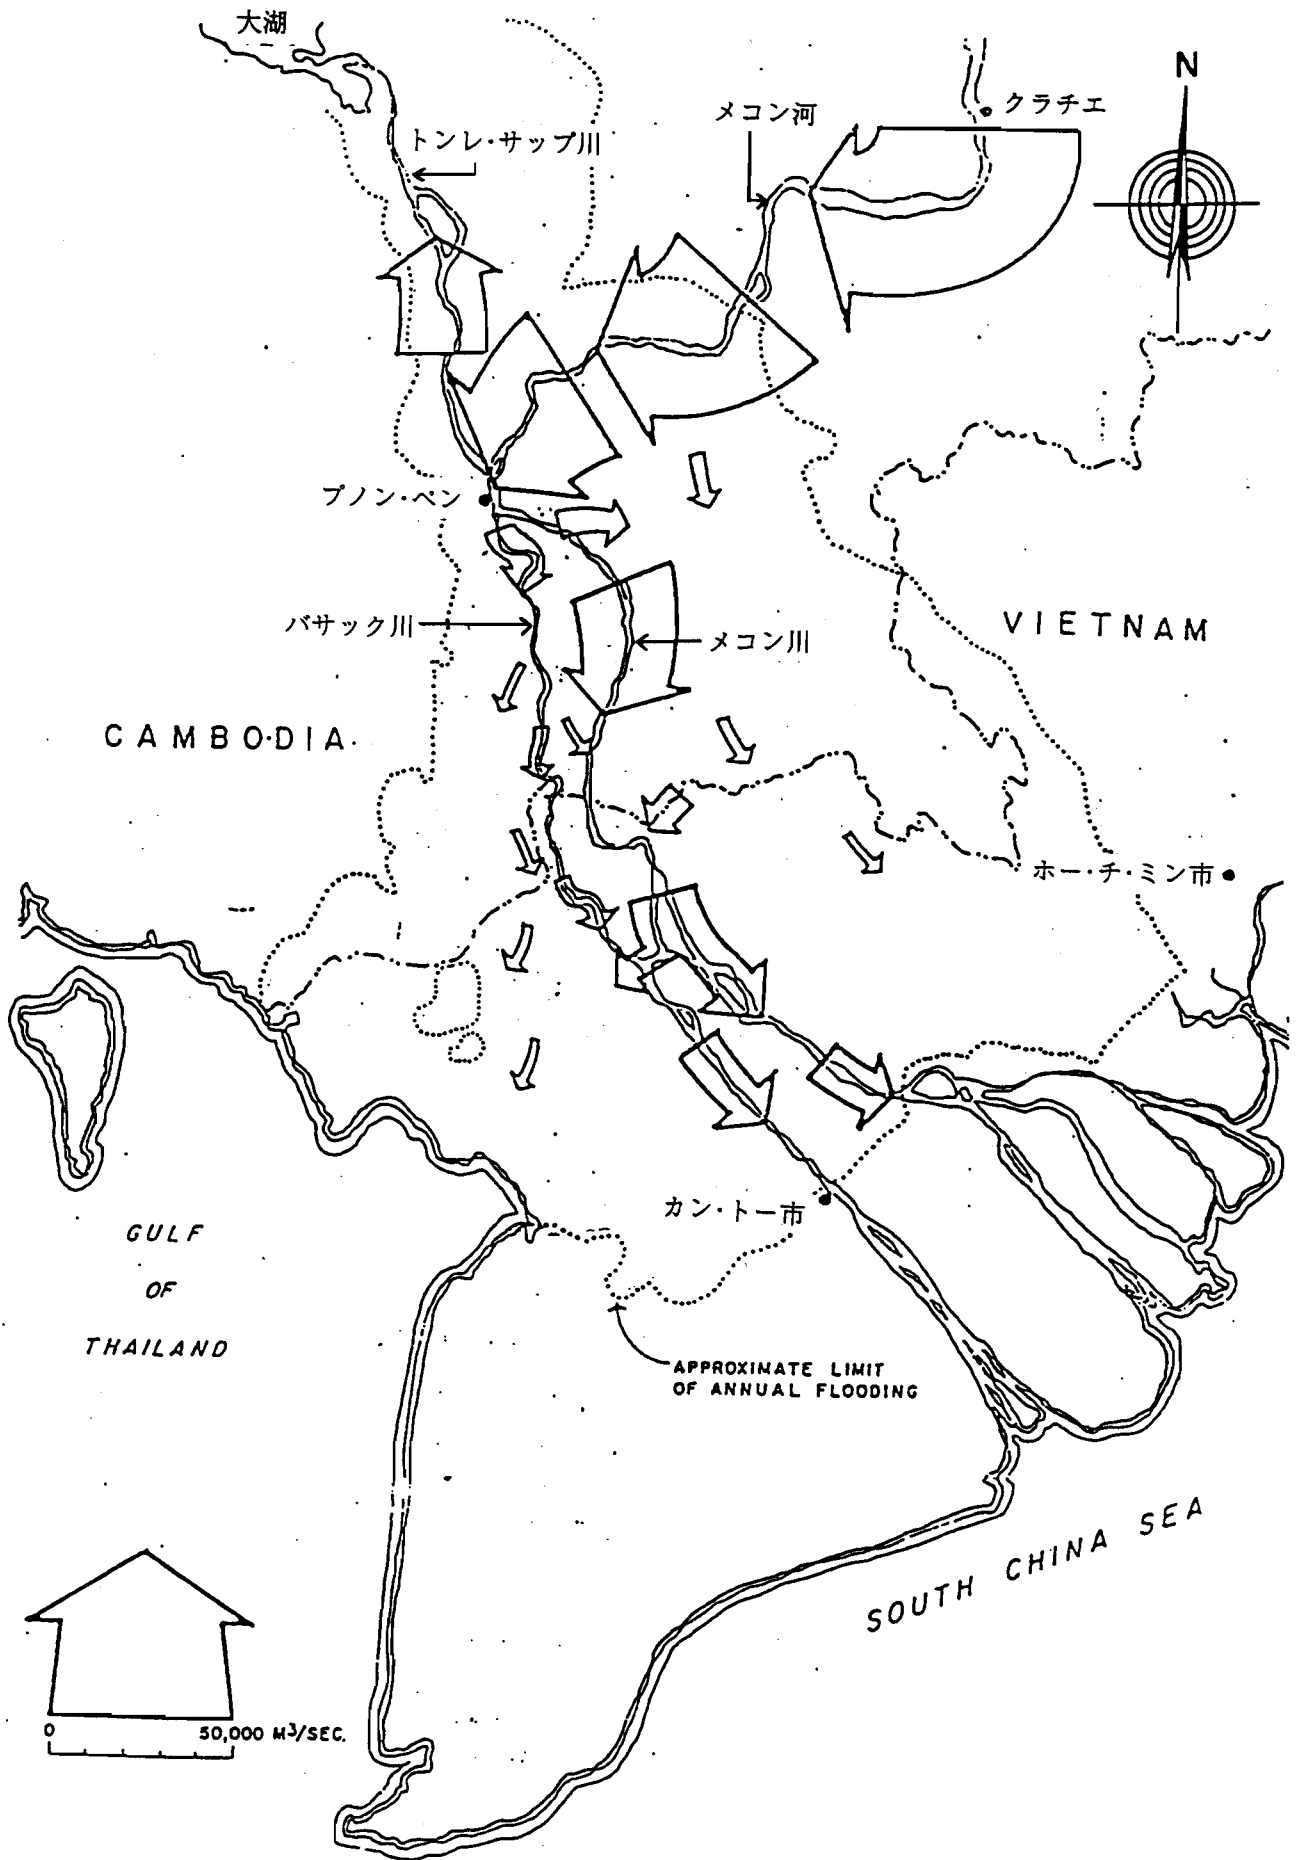 大湖
N
メコン河
クラチエ
トンレ・サップ川
プノン・ペン
バサック川
メコン川
VIETNAM
CAMBODIA
ホー・チ・ミン市
カン・トー市
GULF
OF
THAILAND
APPROXIMATE LIMIT
OF ANNUAL FLOODING
SOUTH CHINA SEA
0 50,000 M³/SEC.